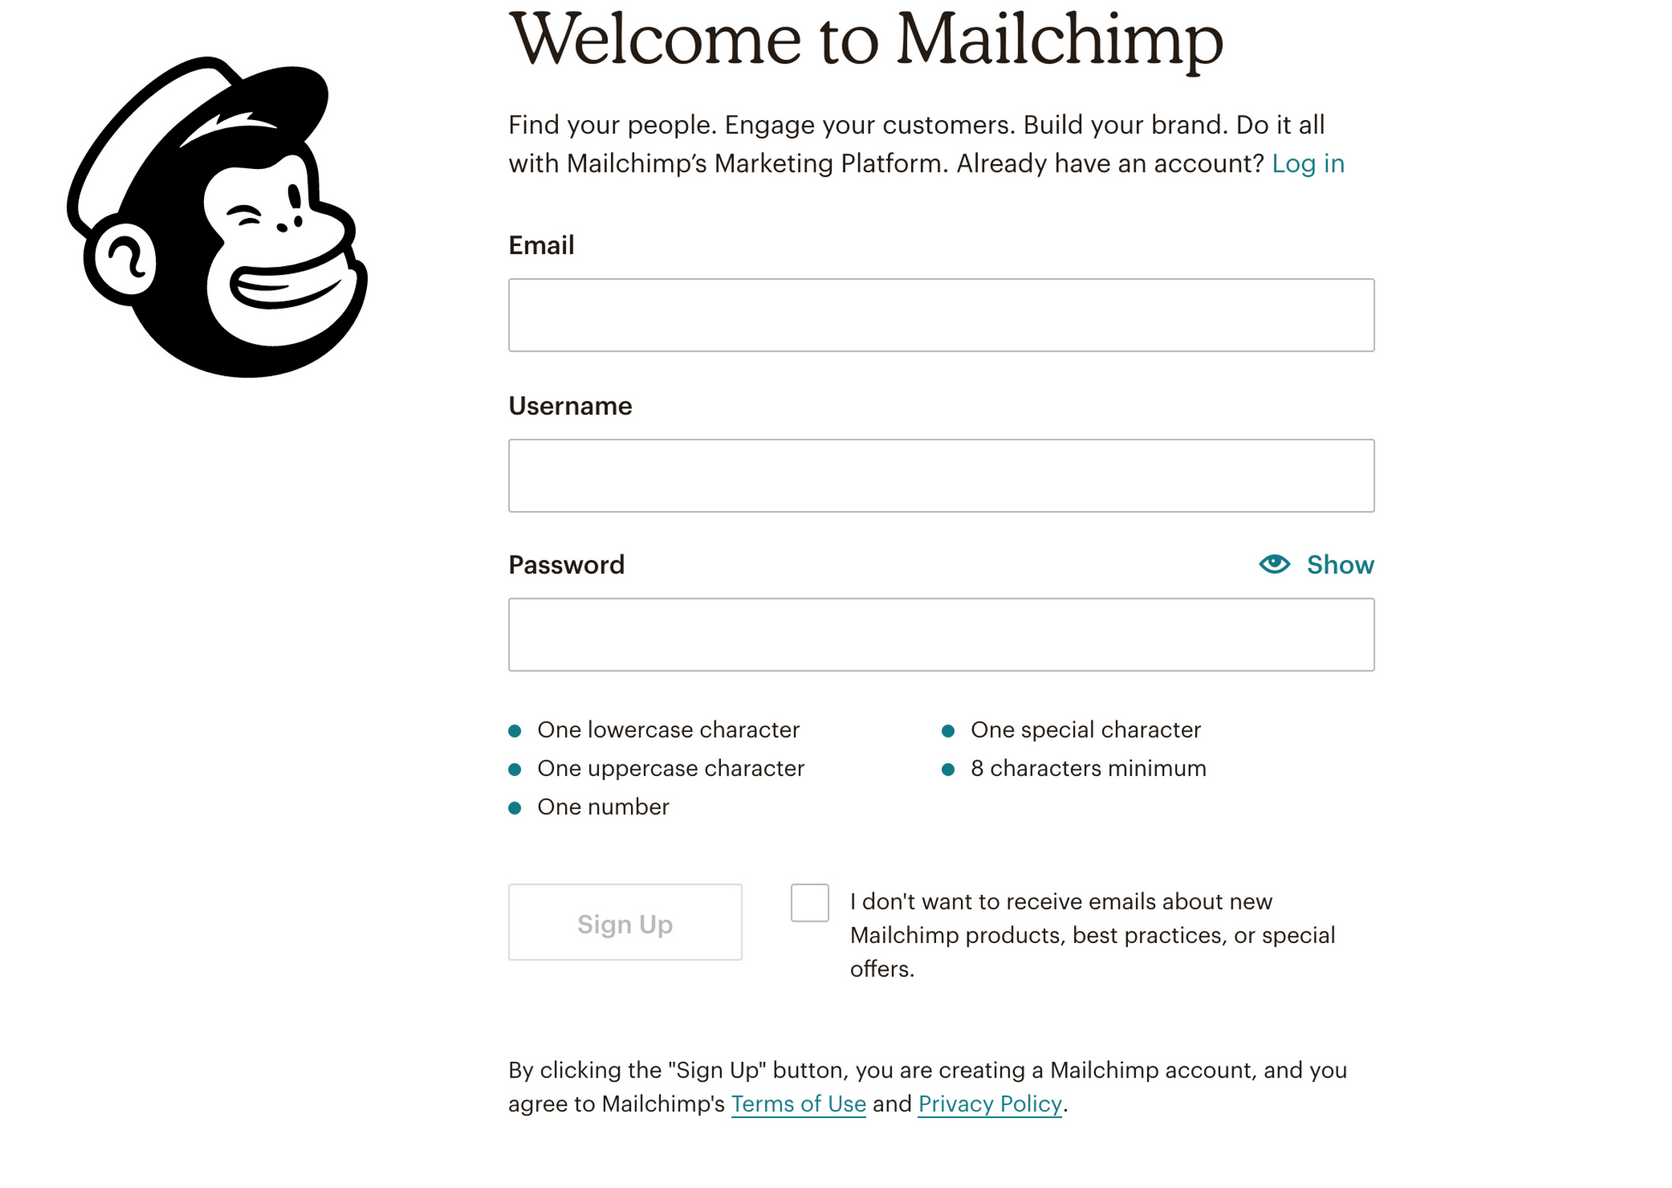 Welcome to Mailchimp
Find your people. Engage your customers. Build your brand. Do it all
with Mailchimp’s Marketing Platform. Already have an account? Log in
Email
Username
Password
Show
One lowercase character
One uppercase character
One number
One special character
8 characters minimum
Sign Up
I don't want to receive emails about new
Mailchimp products, best practices, or special
offers.
By clicking the "Sign Up" button, you are creating a Mailchimp account, and you
agree to Mailchimp's Terms of Use and Privacy Policy.